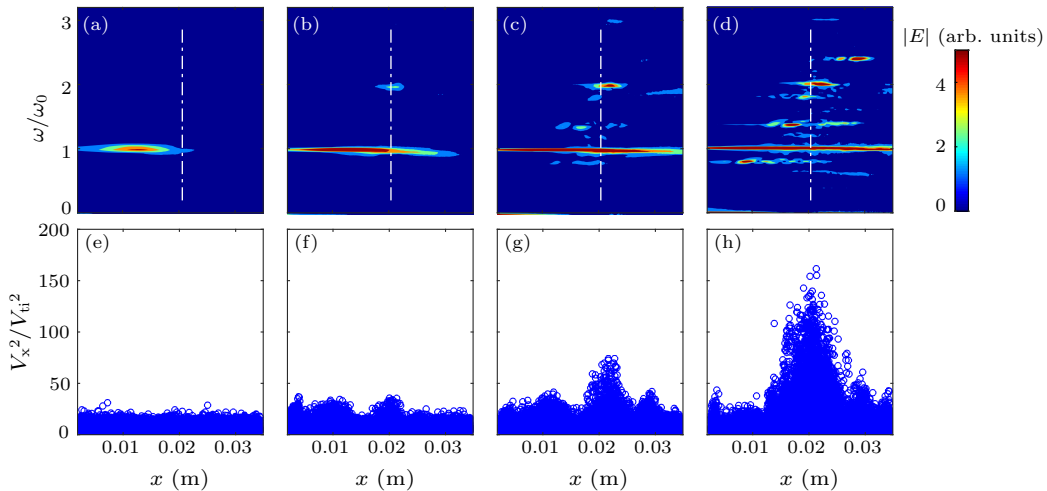 (a) (b) (c) (d)
|E| (arb. units)
3
2
1
0
ω/ω₀
4
2
0
(e) (f) (g) (h)
200
150
100
50
0
Vₓ²/Vₜᵢ²
0.01 0.02 0.03 0.01 0.02 0.03 0.01 0.02 0.03 0.01 0.02 0.03
x (m) x (m) x (m) x (m)